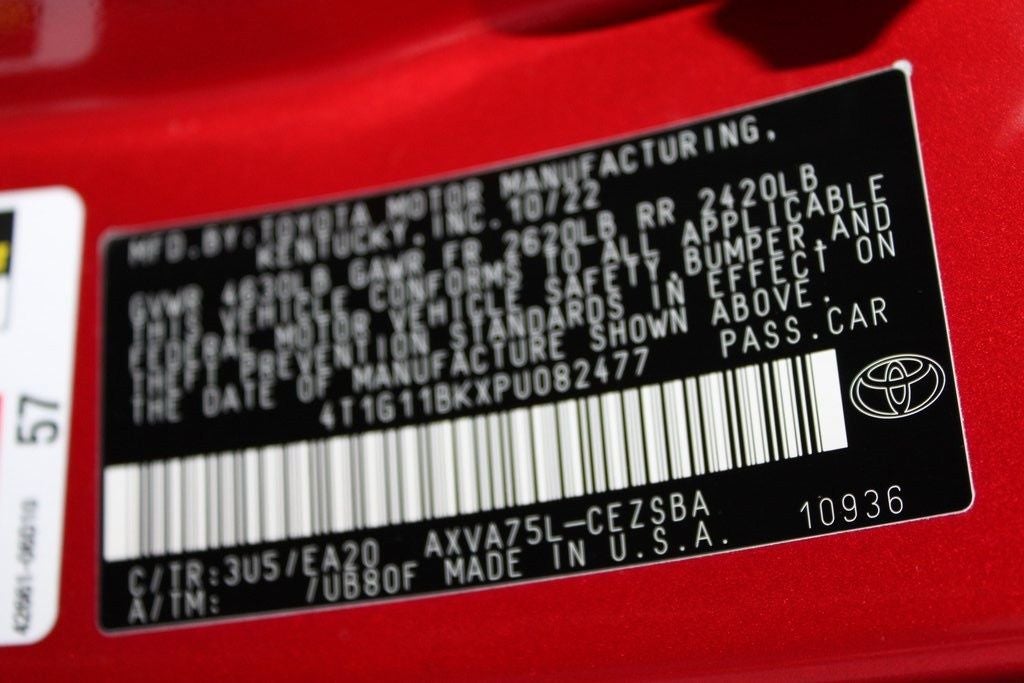 MFD.BY: TOYOTA MOTOR MANUFACTURING,
KENTUCKY, INC. 10/22
GVWR 4630LB GAWR FR 2620LB RR 2420LB
THIS VEHICLE CONFORMS TO ALL APPLICABLE
FEDERAL MOTOR VEHICLE SAFETY, BUMPER, AND
THEFT PREVENTION STANDARDS IN EFFECT ON
THE DATE OF MANUFACTURE SHOWN ABOVE.
4T1G11BKXPU082477 PASS.CAR
C/TR:3U5/EA20 AXVA75L-CEZSBA 10936
A/TM: /UB80F MADE IN U.S.A.
57